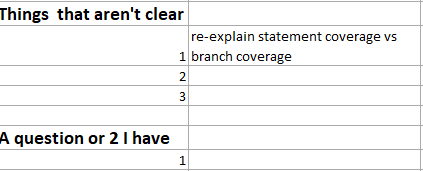 Things that aren't clear
re-explain statement coverage vs
1 branch coverage
2
3
A question or 2 I have
1